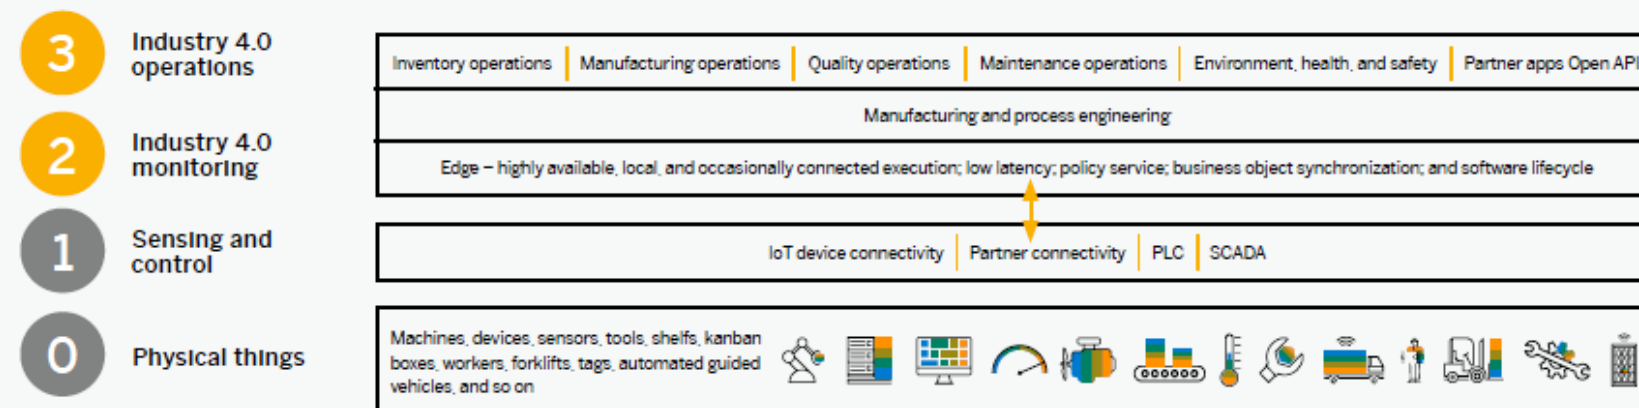 3
Industry 4.0
operations
Inventory operations
Manufacturing operations
Quality operations
Maintenance operations
Environment, health, and safety
Partner apps Open API
Manufacturing and process engineering
2
Industry 4.0
monitoring
Edge – highly available, local, and occasionally connected execution; low latency; policy service; business object synchronization; and software lifecycle
1
Sensing and
control
IoT device connectivity
Partner connectivity
PLC
SCADA
0
Physical things
Machines, devices, sensors, tools, shelfs, kanban
boxes, workers, forklifts, tags, automated guided
vehicles, and so on